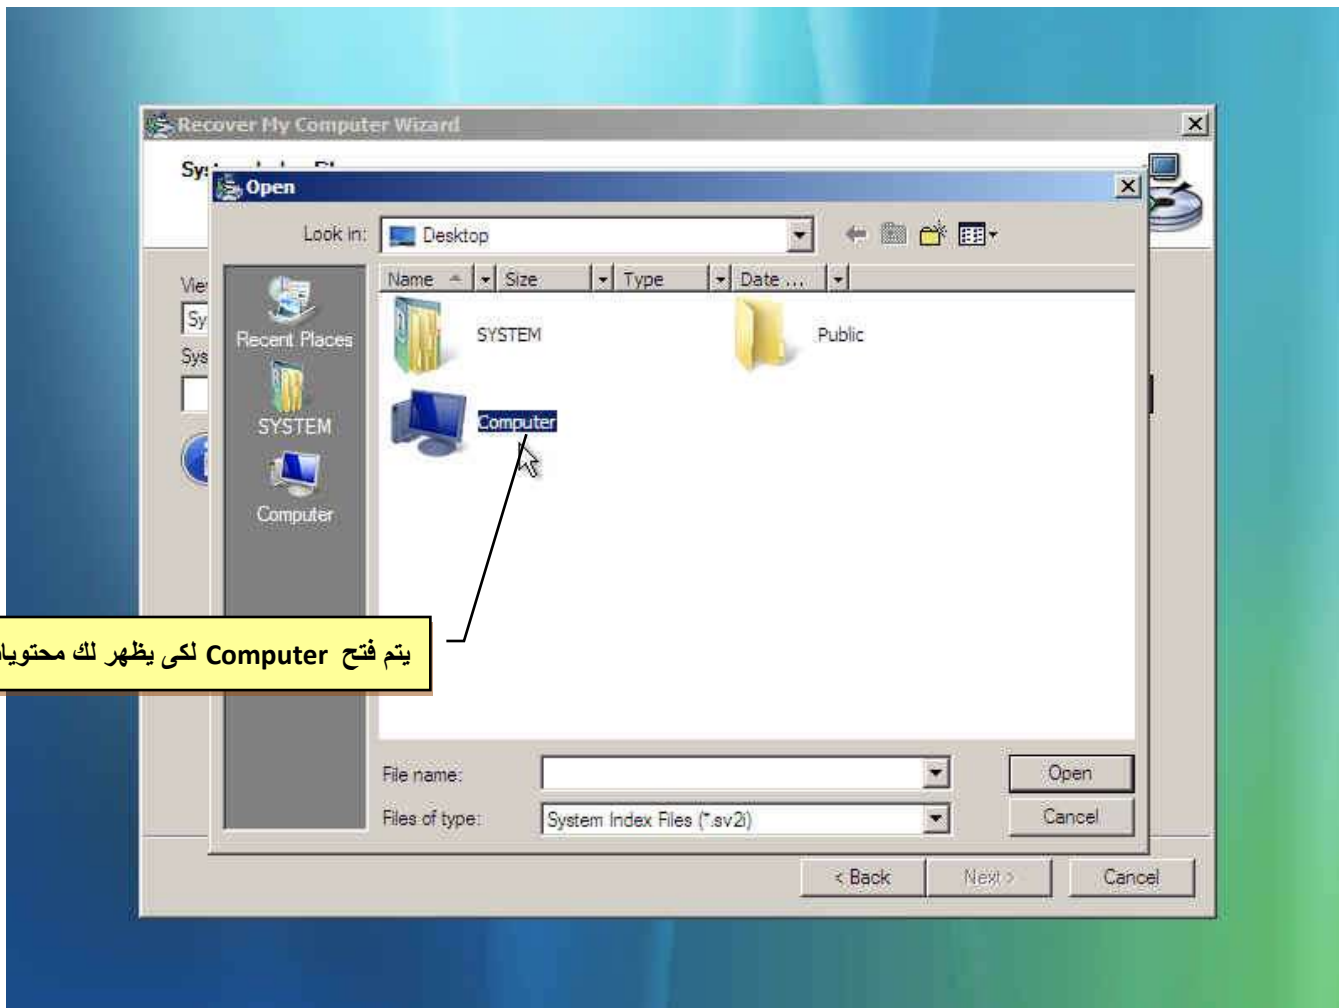 Recover My Computer Wizard
Open
Look in:
Desktop
Name Size Type Date ...
Recent Places
SYSTEM
Computer
SYSTEM
Public
Computer
يتم فتح Computer لكى يظهر لك
File name:
Open
Files of type:
System Index Files (*.sv2i)
Cancel
< Back
Next >
Cancel